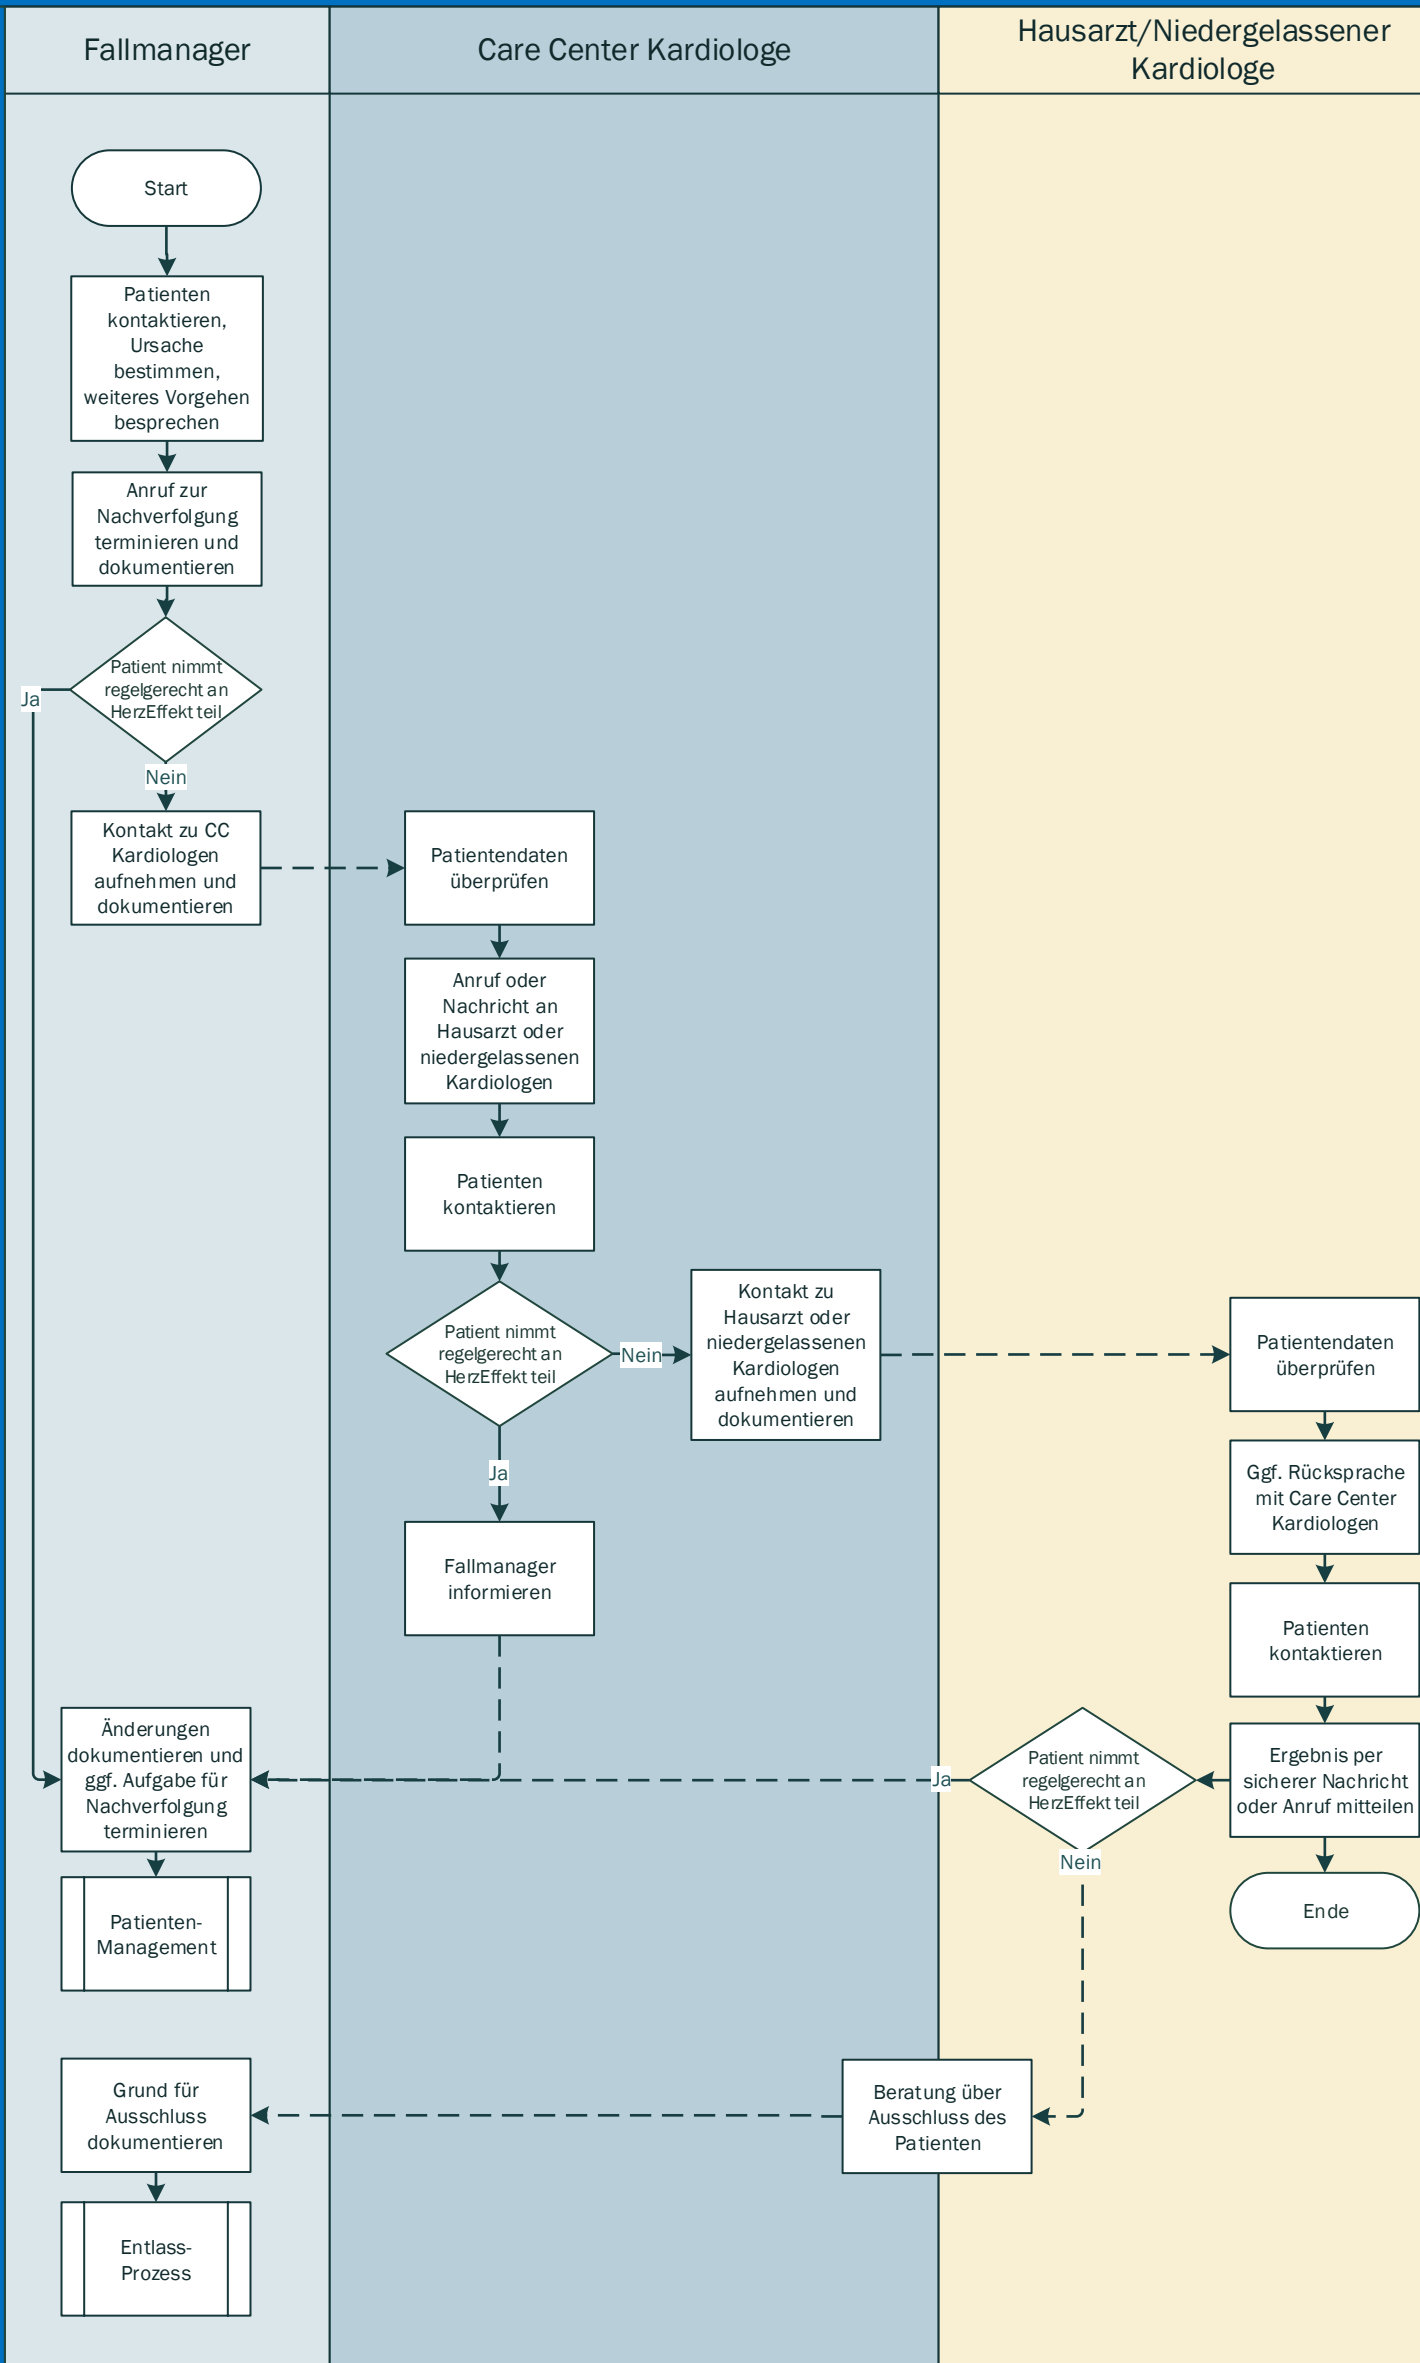 Fallmanager
Care Center Kardiologe
Hausarzt/Niedergelassener
Kardiologe
Start
Patienten
kontaktieren,
Ursache
bestimmen,
weiteres Vorgehen
besprechen
Anruf zur
Nachverfolgung
terminieren und
dokumentieren
Patient nimmt
regelgerecht an
HerzEffekt teil
Ja
Nein
Kontakt zu CC
Kardiologen
aufnehmen und
dokumentieren
Patientendaten
überprüfen
Anruf oder
Nachricht an
Hausarzt oder
niedergelassenen
Kardiologen
Patienten
kontaktieren
Patient nimmt
regelgerecht an
HerzEffekt teil
Nein
Kontakt zu
Hausarzt oder
niedergelassenen
Kardiologen
aufnehmen und
dokumentieren
Ja
Fallmanager
informieren
Patientendaten
überprüfen
Ggf. Rücksprache
mit Care Center
Kardiologen
Patienten
kontaktieren
Ergebnis per
sicherer Nachricht
oder Anruf mitteilen
Ende
Patient nimmt
regelgerecht an
HerzEffekt teil
Ja
Nein
Änderungen
dokumentieren und
ggf. Aufgabe für
Nachverfolgung
terminieren
Patienten-
Management
Beratung über
Ausschluss des
Patienten
Grund für
Ausschluss
dokumentieren
Entlass-
Prozess